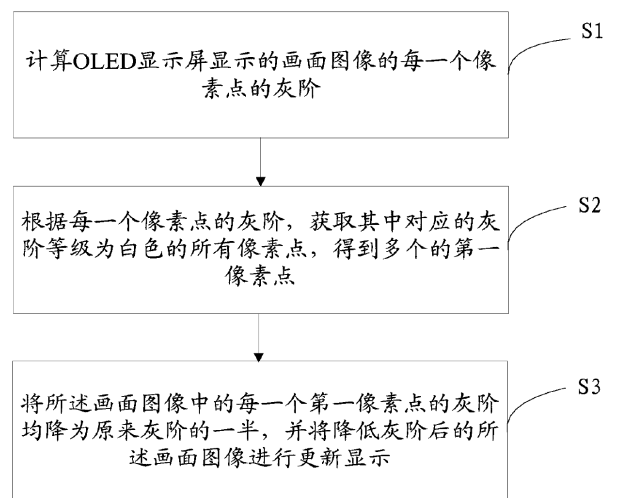 S1
计算OLED显示屏显示的画面图像的每一个像
素点的灰阶
S2
根据每一个像素点的灰阶，获取其中对应的灰
阶等级为白色的所有像素点，得到多个的第一
像素点
S3
将所述画面图像中的每一个第一像素点的灰阶
均降为原来灰阶的一半，并将降低灰阶后的所
述画面图像进行更新显示